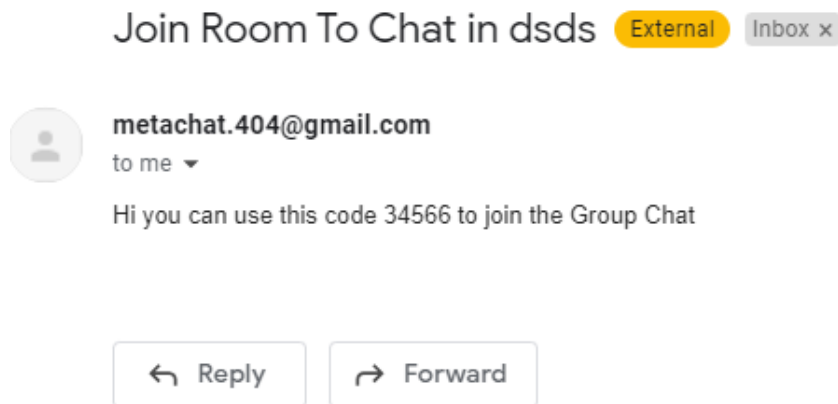 Join Room To Chat in dsds External Inbox ×
metachat.404@gmail.com
to me
Hi you can use this code 34566 to join the Group Chat
Reply Forward